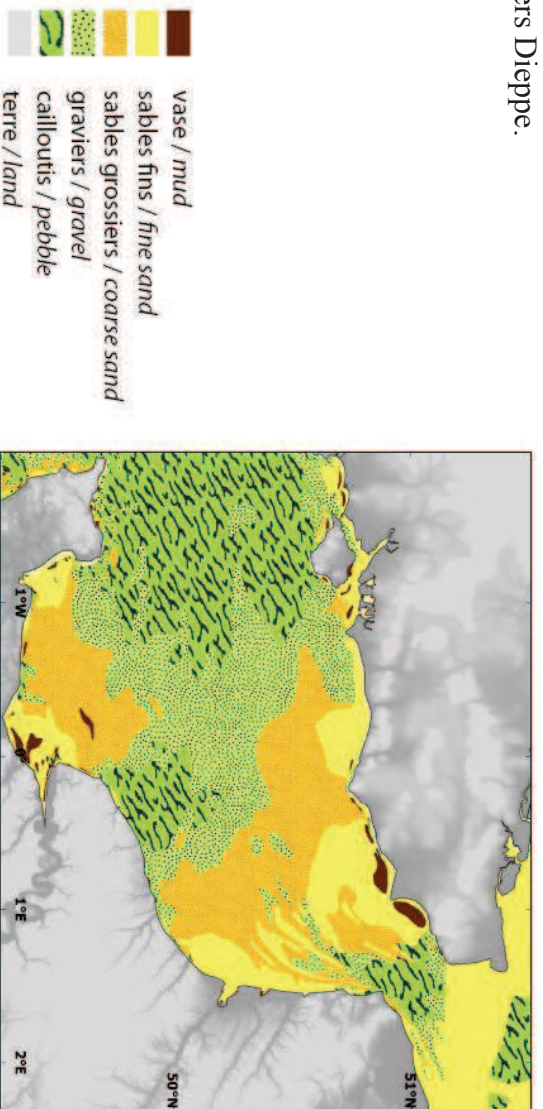 ers Dieppe.
vase / mud
sables fins / fine sand
sables grossiers / coarse sand
graviers / gravel
cailloutis / pebble
terre / land
1°W
0°
1°E
2°E
50°N
51°N